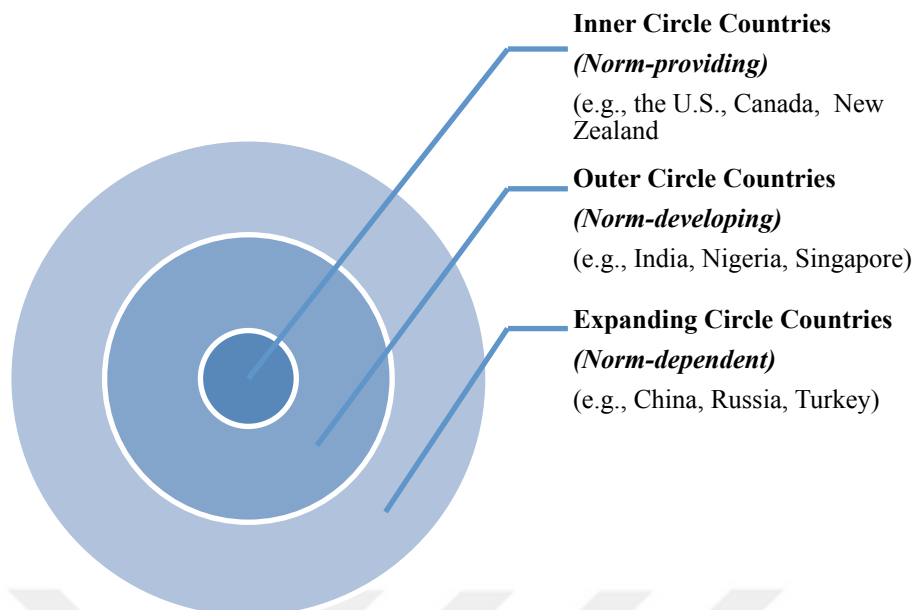 Inner Circle Countries
(Norm-providing)
(e.g., the U.S., Canada, New
Zealand
Outer Circle Countries
(Norm-developing)
(e.g., India, Nigeria, Singapore)
Expanding Circle Countries
(Norm-dependent)
(e.g., China, Russia, Turkey)